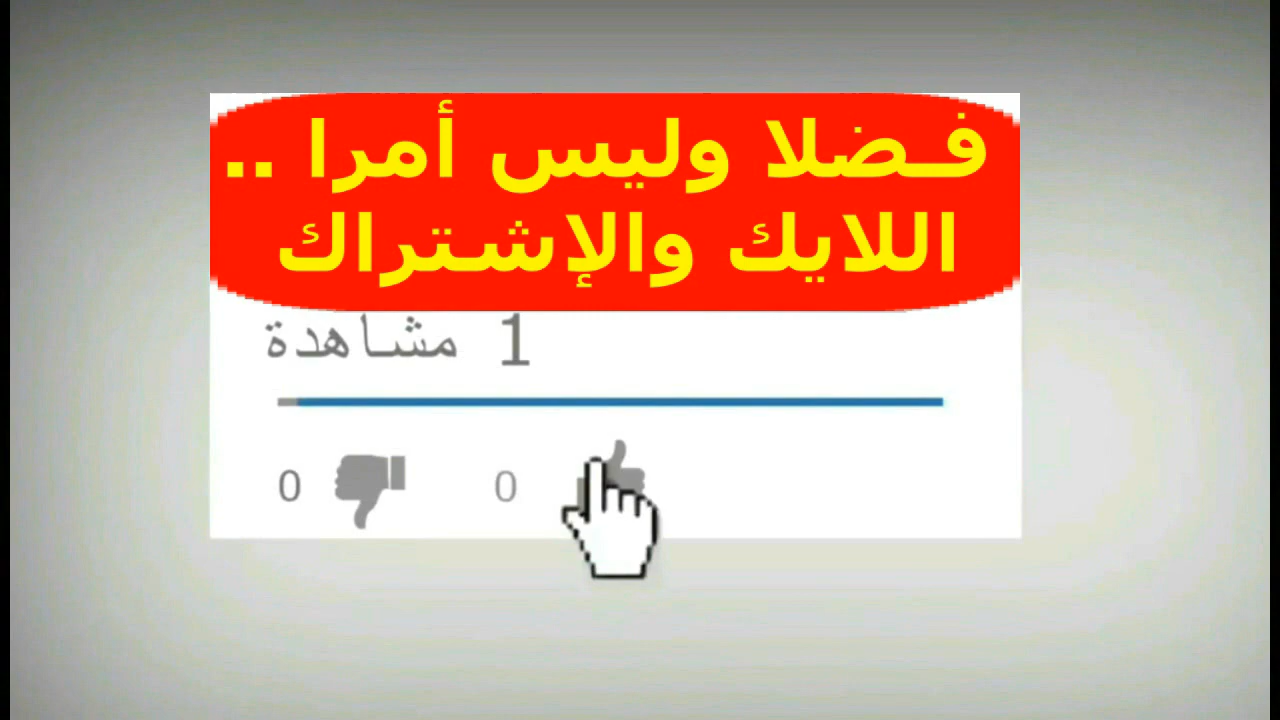 فـضلا وليس أمرا ..
اللايك والإشتراك
1 مشاهدة
0 0